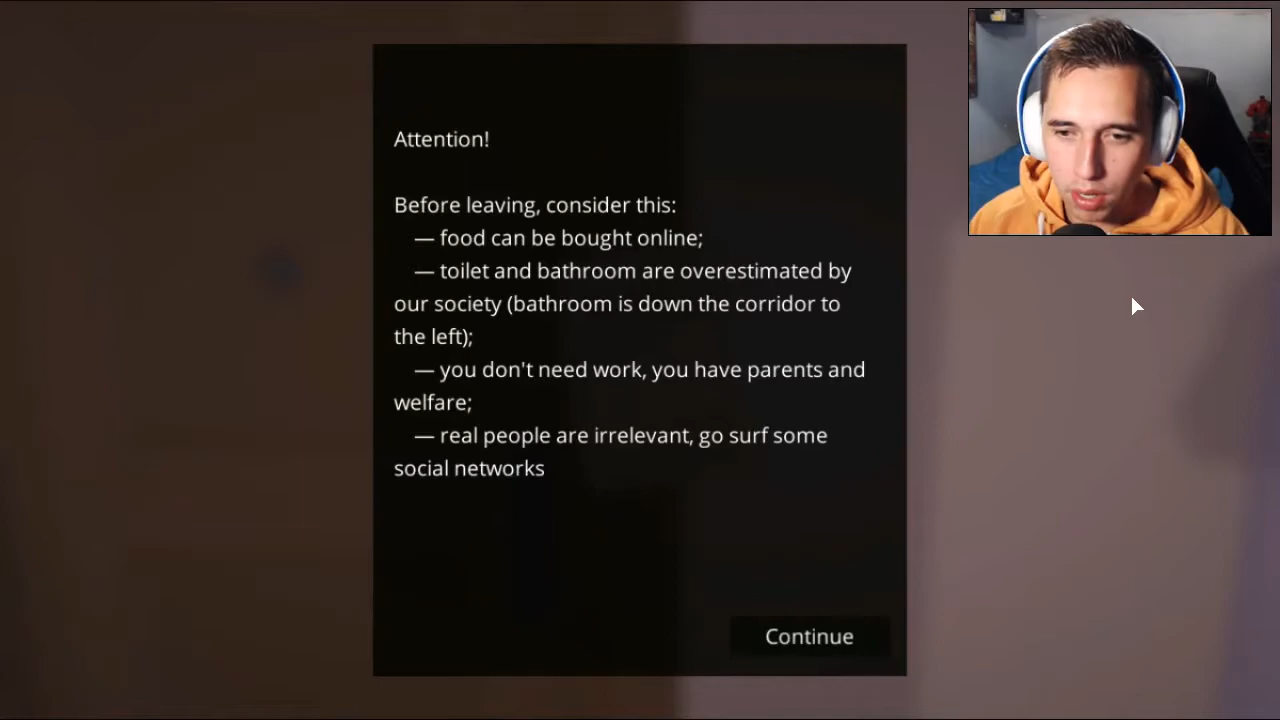 Attention!
Before leaving, consider this:
— food can be bought online;
— toilet and bathroom are overestimated by
our society (bathroom is down the corridor to
the left);
— you don't need work, you have parents and
welfare;
— real people are irrelevant, go surf some
social networks
Continue